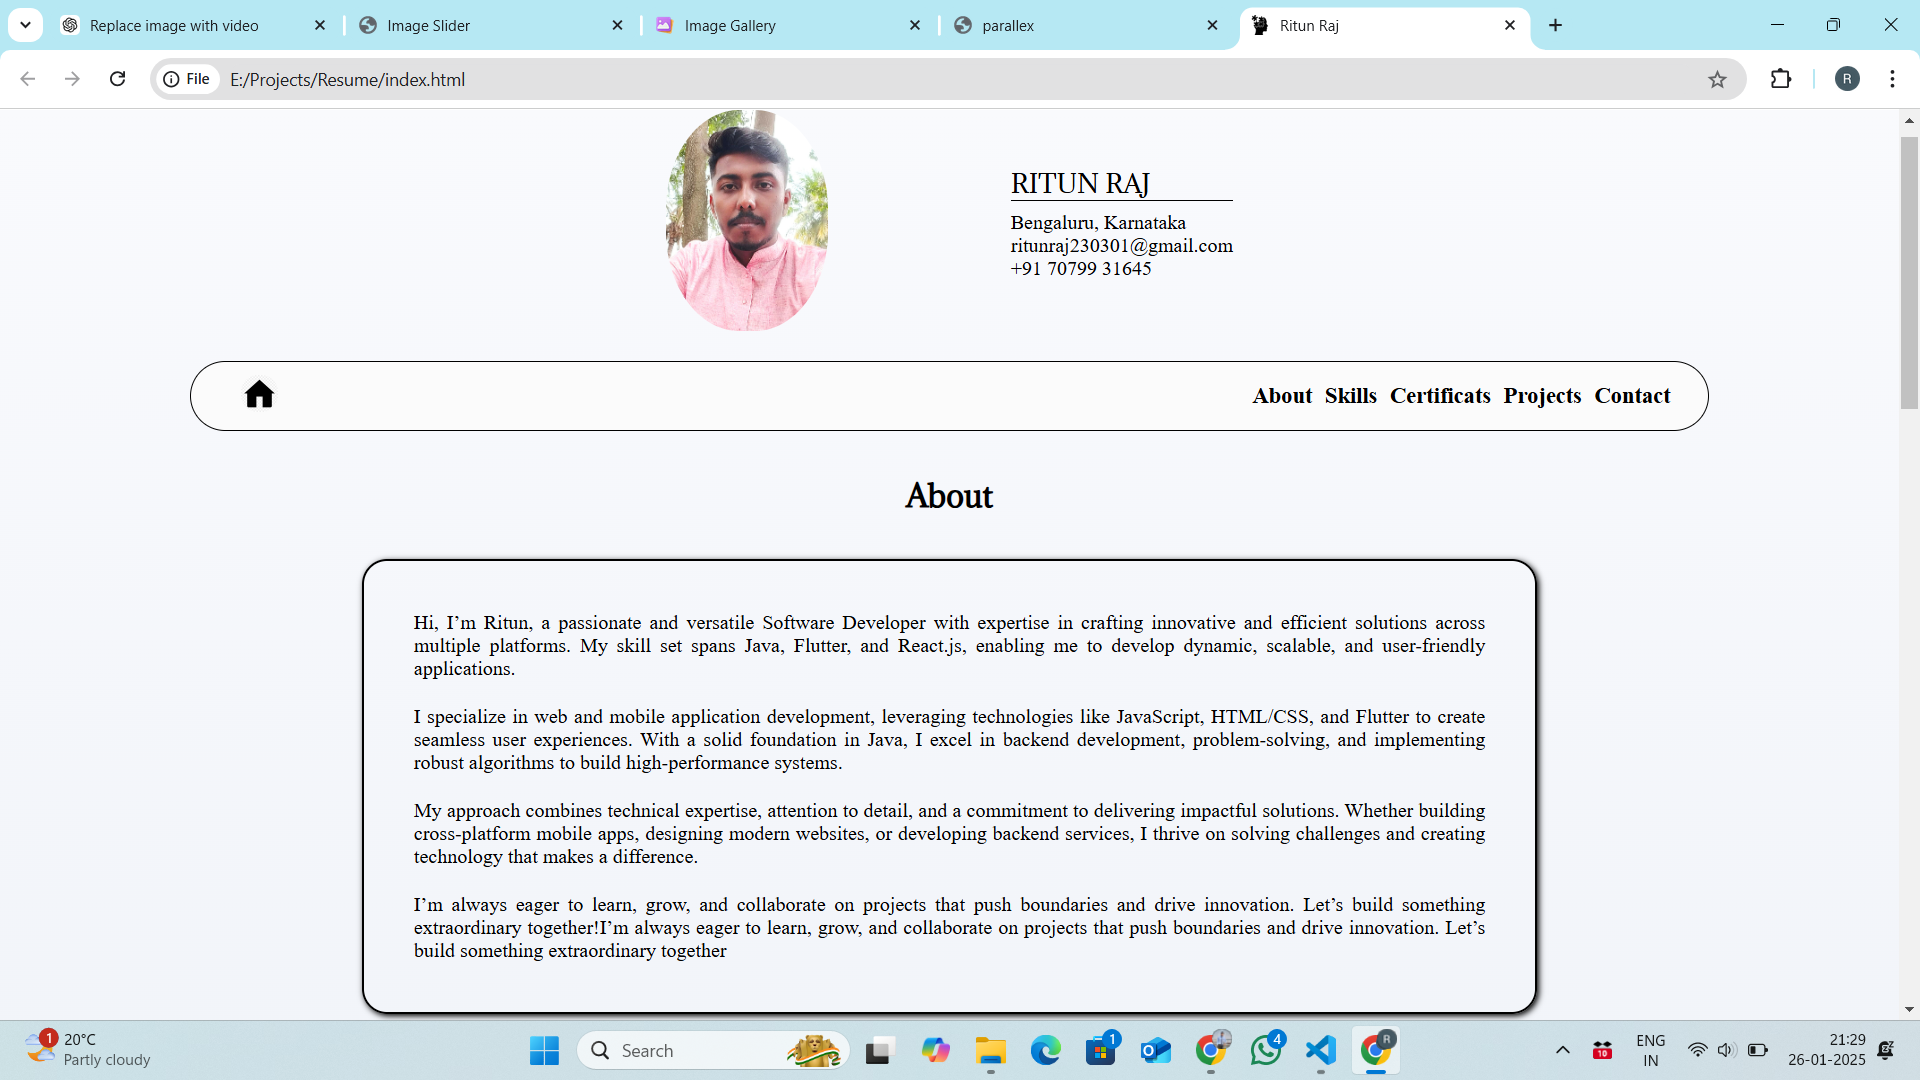 Replace image with video
Image Slider
Image Gallery
parallex
Ritun Raj
File
E:/Projects/Resume/index.html
R
RITUN RAJ
Bengaluru, Karnataka
ritunraj230301@gmail.com
+91 70799 31645
About Skills Certificats Projects Contact
About
Hi, I’m Ritun, a passionate and versatile Software Developer with expertise in crafting innovative and efficient solutions across
multiple platforms. My skill set spans Java, Flutter, and React.js, enabling me to develop dynamic, scalable, and user-friendly
applications.
I specialize in web and mobile application development, leveraging technologies like JavaScript, HTML/CSS, and Flutter to create
seamless user experiences. With a solid foundation in Java, I excel in backend development, problem-solving, and implementing
robust algorithms to build high-performance systems.
My approach combines technical expertise, attention to detail, and a commitment to delivering impactful solutions. Whether building
cross-platform mobile apps, designing modern websites, or developing backend services, I thrive on solving challenges and creating
technology that makes a difference.
I’m always eager to learn, grow, and collaborate on projects that push boundaries and drive innovation. Let’s build something
extraordinary together!I’m always eager to learn, grow, and collaborate on projects that push boundaries and drive innovation. Let’s
build something extraordinary together
1
20°C
Partly cloudy
Search
1
4
R
10
ENG
IN
21:29
26-01-2025